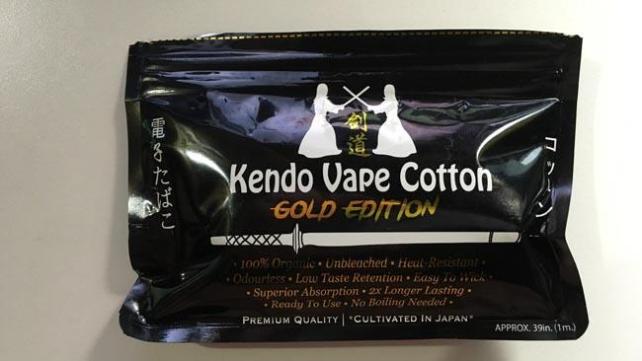 剣道
Kendo Vape Cotton
GOLD EDITION
電子たばこ
コットン
• 100% Organic • Unbleached • Heat-Resistant •
• Odourless • Low Taste Retention • Easy To Wick •
• Superior Absorption • 2x Longer Lasting •
• Ready To Use • No Boiling Needed •
PREMIUM QUALITY | "CULTIVATED IN JAPAN"
APPROX. 39in. (1m.)